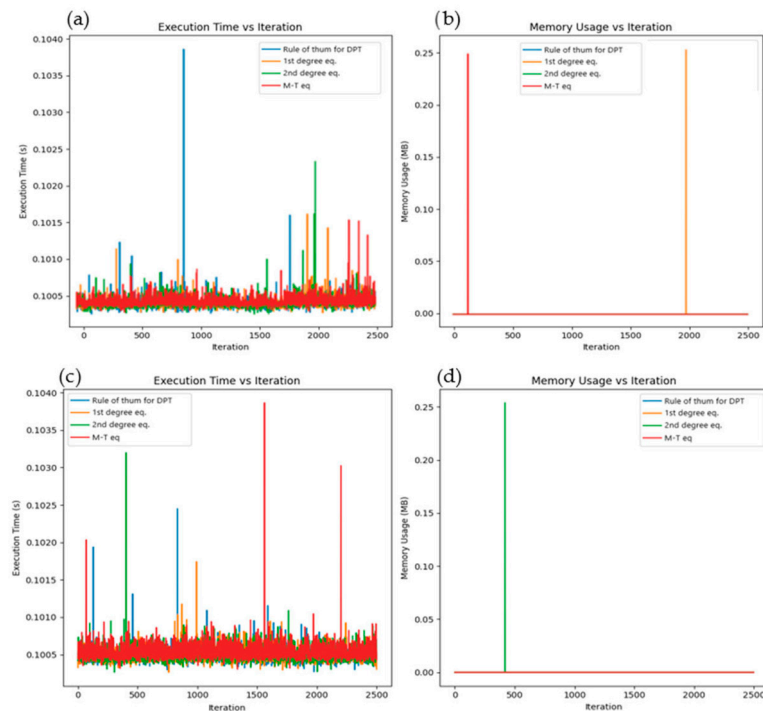 (a)
Execution Time vs Iteration
0.1040
0.1035
0.1030
0.1025
0.1020
0.1015
0.1010
0.1005
Execution Time (s)
Rule of thum for DPT
1st degree eq.
2nd degree eq.
M-T eq
0
500
1000
1500
2000
2500
Iteration
(b)
Memory Usage vs Iteration
0.25
0.20
0.15
0.10
0.05
0.00
Memory Usage (MB)
Rule of thum for DPT
1st degree eq.
2nd degree eq.
M-T eq
0
500
1000
1500
2000
2500
Iteration
(c)
Execution Time vs Iteration
0.1040
0.1035
0.1030
0.1025
0.1020
0.1015
0.1010
0.1005
Execution Time (s)
Rule of thum for DPT
1st degree eq.
2nd degree eq.
M-T eq
0
500
1000
1500
2000
2500
Iteration
(d)
Memory Usage vs Iteration
0.25
0.20
0.15
0.10
0.05
0.00
Memory Usage (MB)
Rule of thum for DPT
1st degree eq.
2nd degree eq.
M-T eq
0
500
1000
1500
2000
2500
Iteration